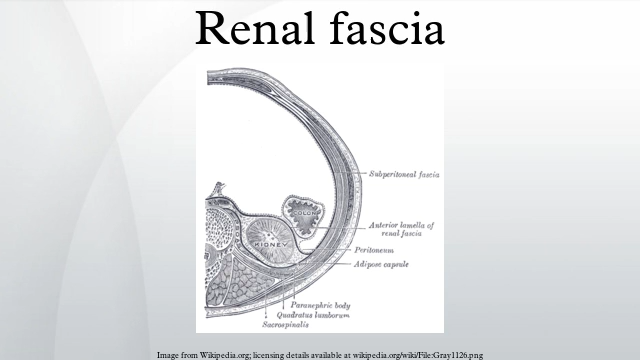 Renal fascia
Subperitoneal fascia
COLON
Anterior lamella of
renal fascia
KIDNEY
Peritoneum
Adipose capsule
Paranephric body
Quadratus lumborum
Sacrospinalis
Image from Wikipedia.org; licensing details available at wikipedia.org/wiki/File:Gray1126.png